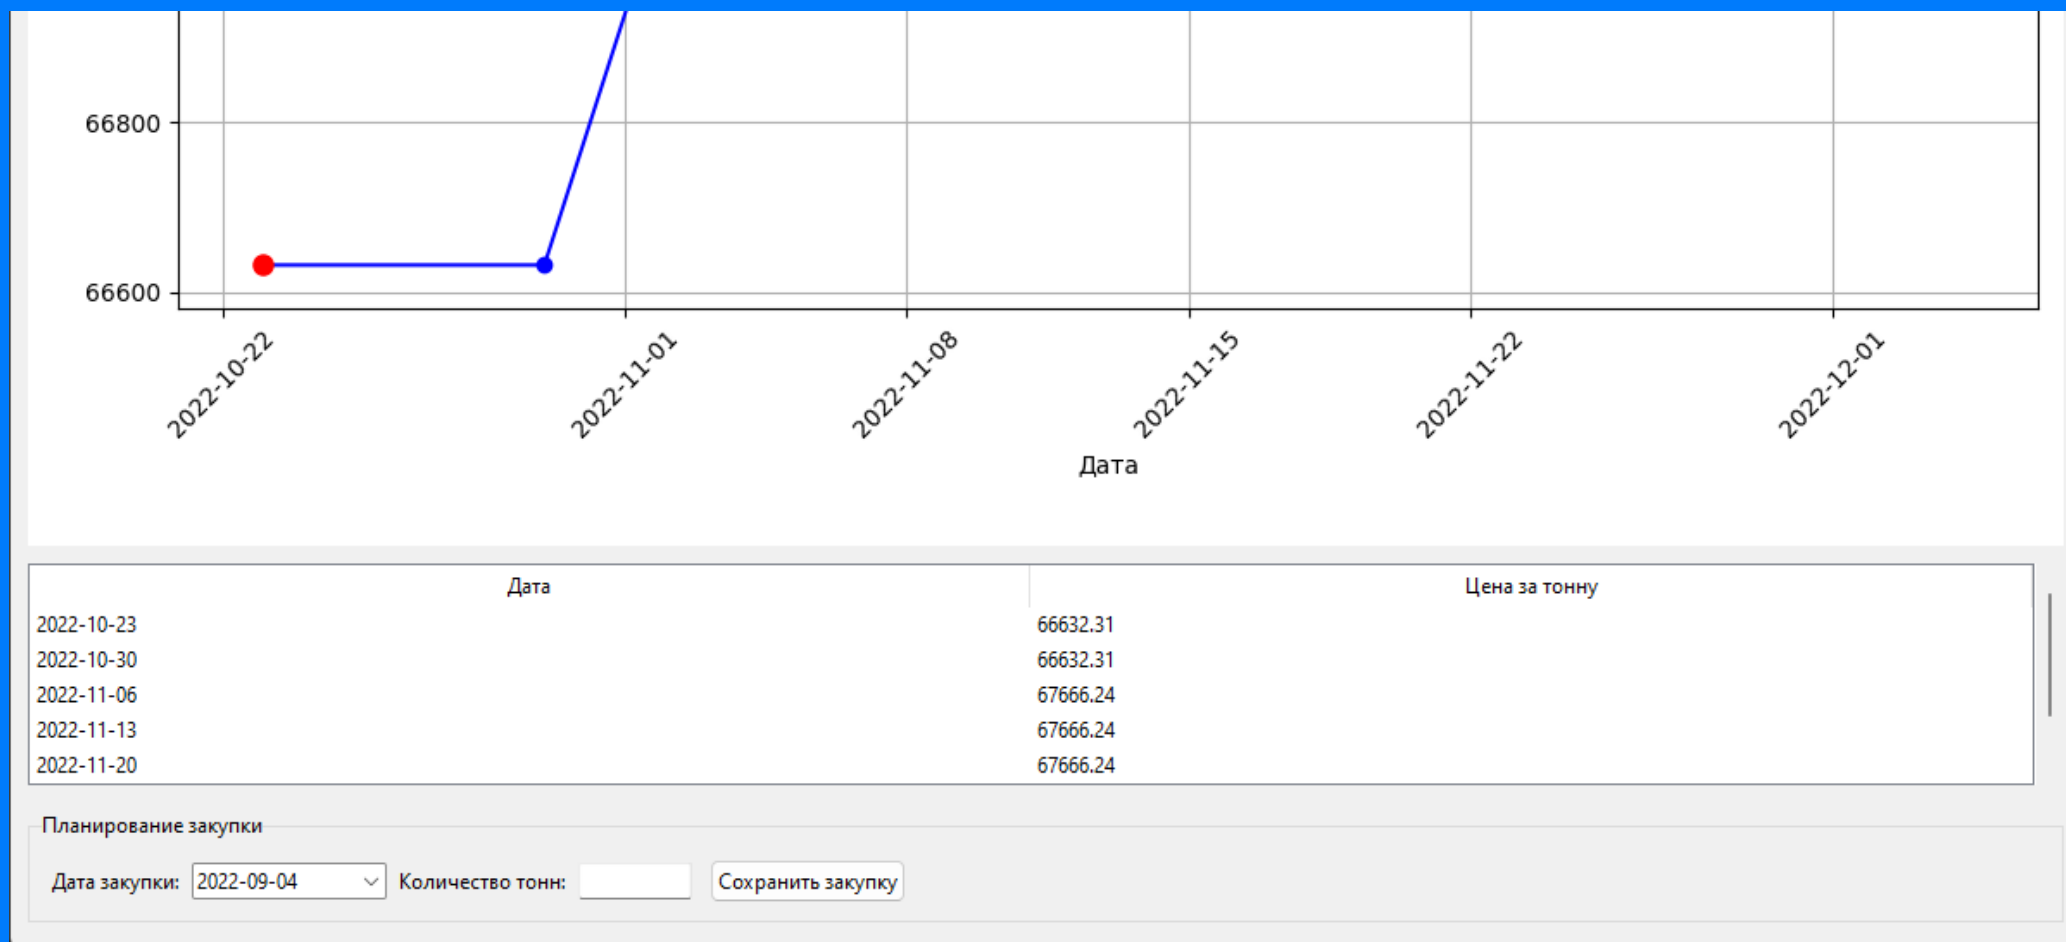 66800
66600
2022-10-22 2022-11-01 2022-11-08 2022-11-15 2022-11-22 2022-12-01
Дата
Дата Цена за тонну
2022-10-23 66632.31
2022-10-30 66632.31
2022-11-06 67666.24
2022-11-13 67666.24
2022-11-20 67666.24
Планирование закупки
Дата закупки: 2022-09-04 Количество тонн: Сохранить закупку